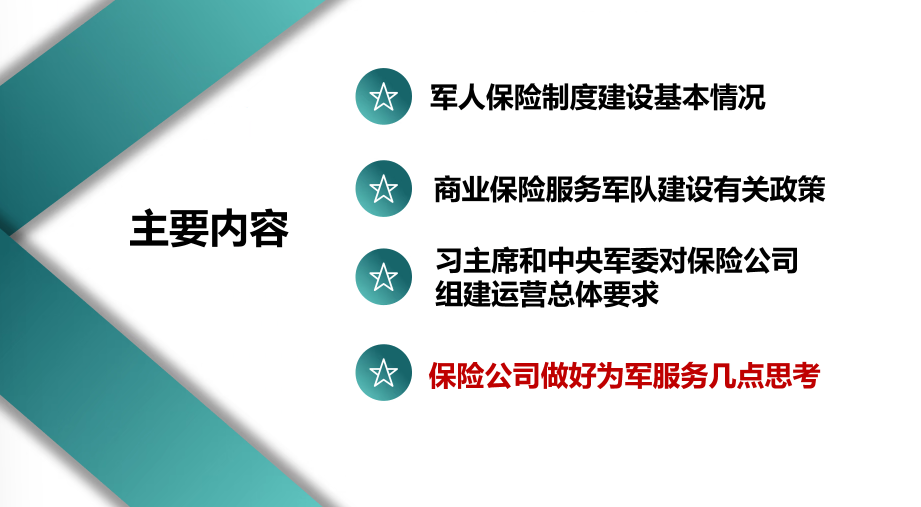 主要内容
军人保险制度建设基本情况
商业保险服务军队建设有关政策
习主席和中央军委对保险公司
组建运营总体要求
保险公司做好为军服务几点思考